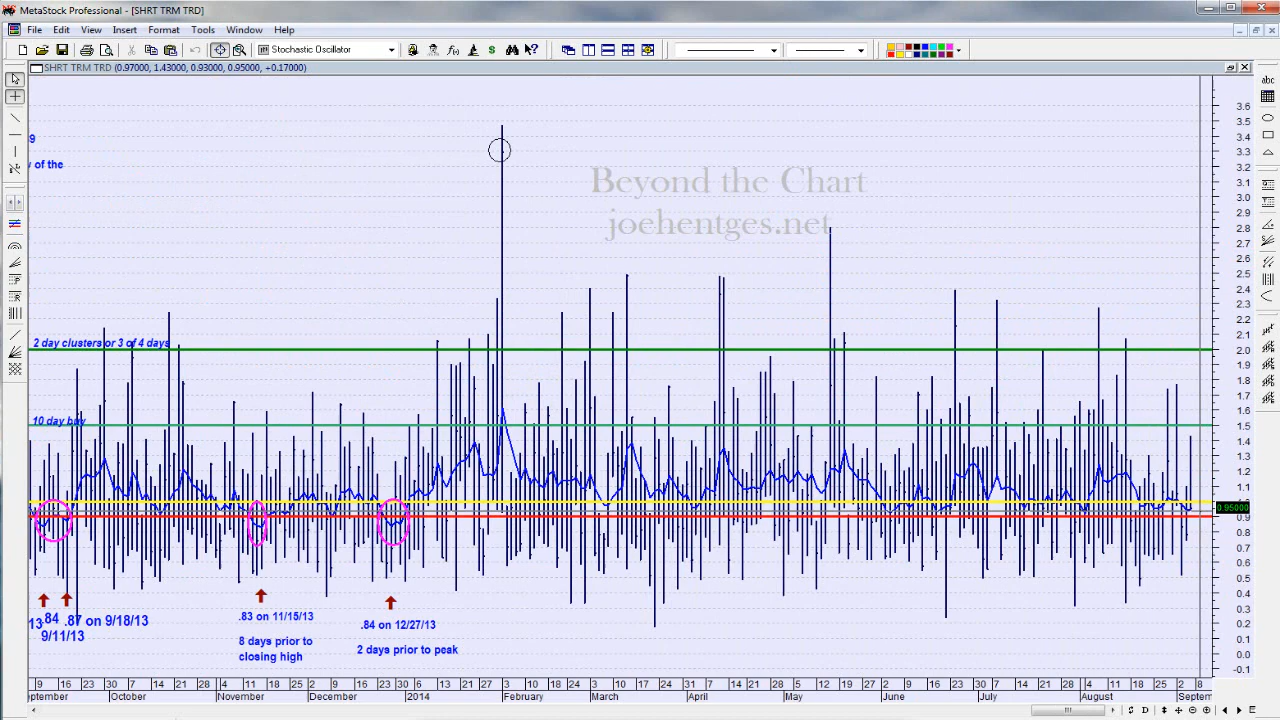 MetaStock Professional - [SHRT TRM TRD]
File Edit View Insert Format Tools Window Help
Stochastic Oscillator
SHRT TRM TRD (0.97000, 1.43000, 0.93000, 0.95000, +0.17000)
abc
9
of the
Beyond the Chart
joehentges.net
2 day clusters or 3 of 4 days
10 day buy
3.6
3.5
3.4
3.3
3.2
3.1
3.0
2.9
2.8
2.7
2.6
2.5
2.4
2.3
2.2
2.1
2.0
1.9
1.8
1.7
1.6
1.5
1.4
1.3
1.2
1.1
0.95000
0.9
0.8
0.7
0.6
0.5
0.4
0.3
0.2
0.1
0.0
-0.1
13 .84 .87 on 9/18/13
9/11/13
.83 on 11/15/13
8 days prior to
closing high
.84 on 12/27/13
2 days prior to peak
9 16 23 30 7 14 21 28 4 11 18 25 2 9 16 23 30 6 13 21 27 3 10 18 24 3 10 17 24 31 7 14 21 28 5 12 19 27 2 9 16 23 30 7 14 21 28 4 11 18 25 2 8
eptember October November December 2014 February March April May June July August Septem
D E